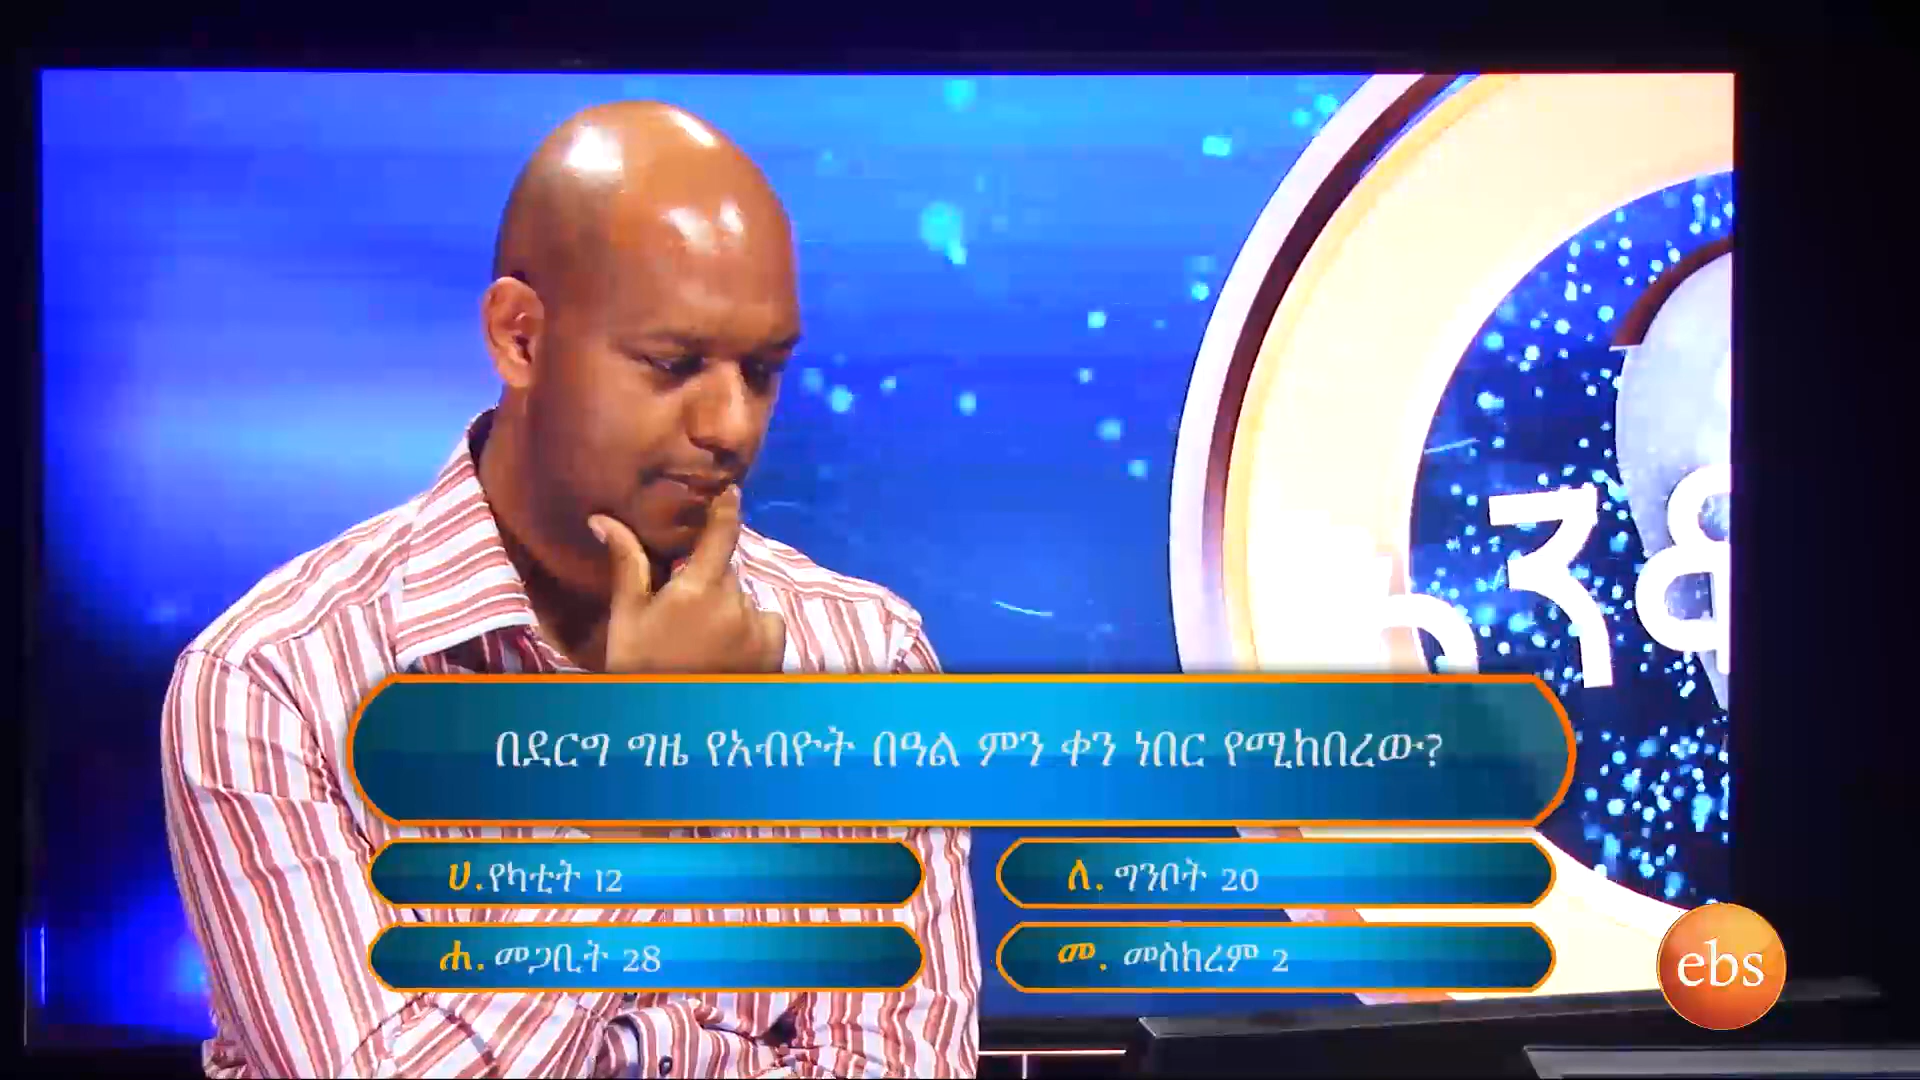 በደርግ ግዜ የአብዮት በዓል ምን ቀን ነበር የሚከበረው?
ሀ. የካቲት 12
ለ. ግንቦት 20
ሐ. መጋቢት 28
መ. መስከረም 2
ebs